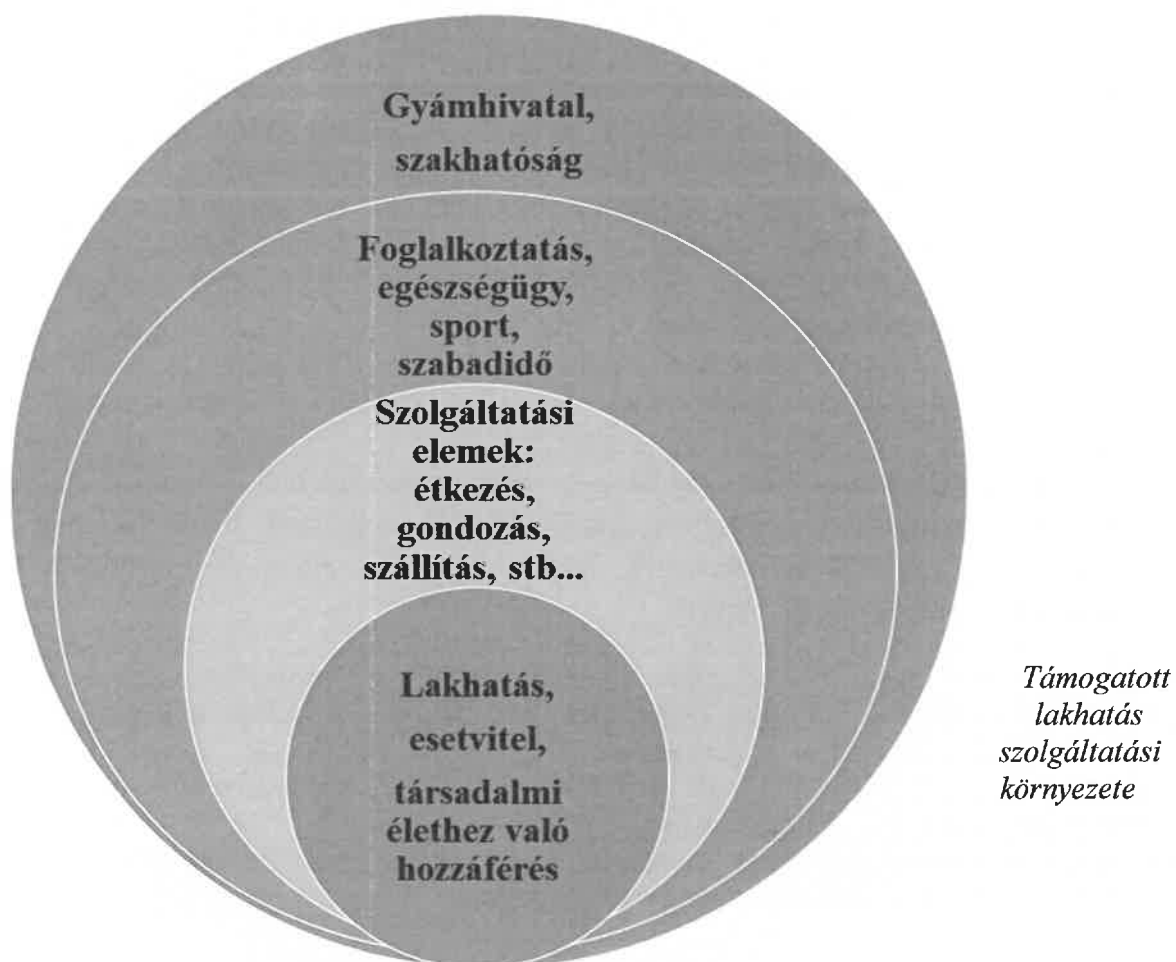 Gyámhivatal,
szakhatóság
Foglalkoztatás,
egészségügy,
sport,
szabadidő
Szolgáltatási
elemek:
étkezés,
gondozás,
szállítás, stb...
Lakhatás,
esetvitel,
társadalmi
élethez való
hozzáférés
Támogatott
lakhatás
szolgáltatási
környezete